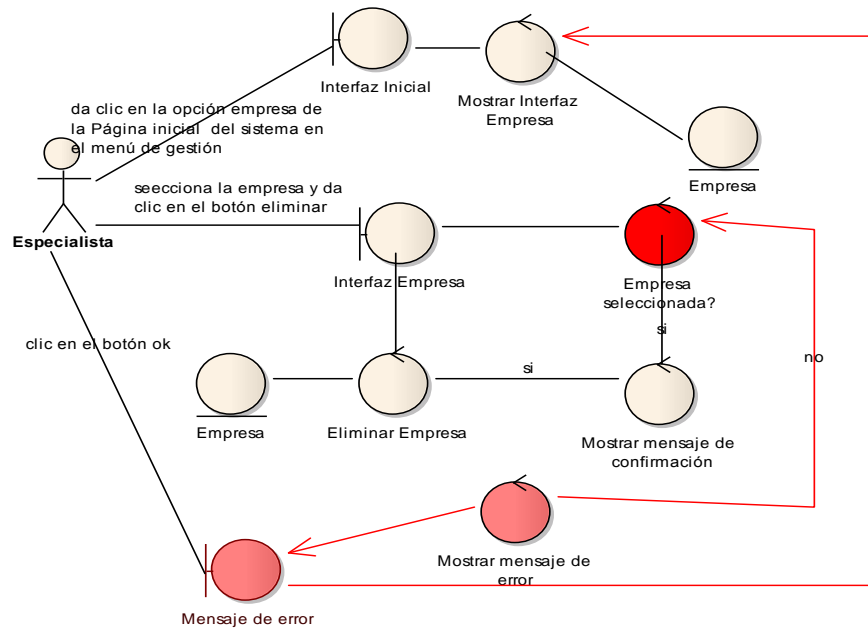 Interfaz Inicial
Mostrar Interfaz
Empresa
da clic en la opción empresa de
la Página inicial del sistema en
el menú de gestión
Empresa
seecciona la empresa y da
clic en el botón eliminar
Especialista
Interfaz Empresa
Empresa
seleccionada?
si
clic en el botón ok
no
si
Empresa
Eliminar Empresa
Mostrar mensaje de
confirmación
Mostrar mensaje de
error
Mensaje de error